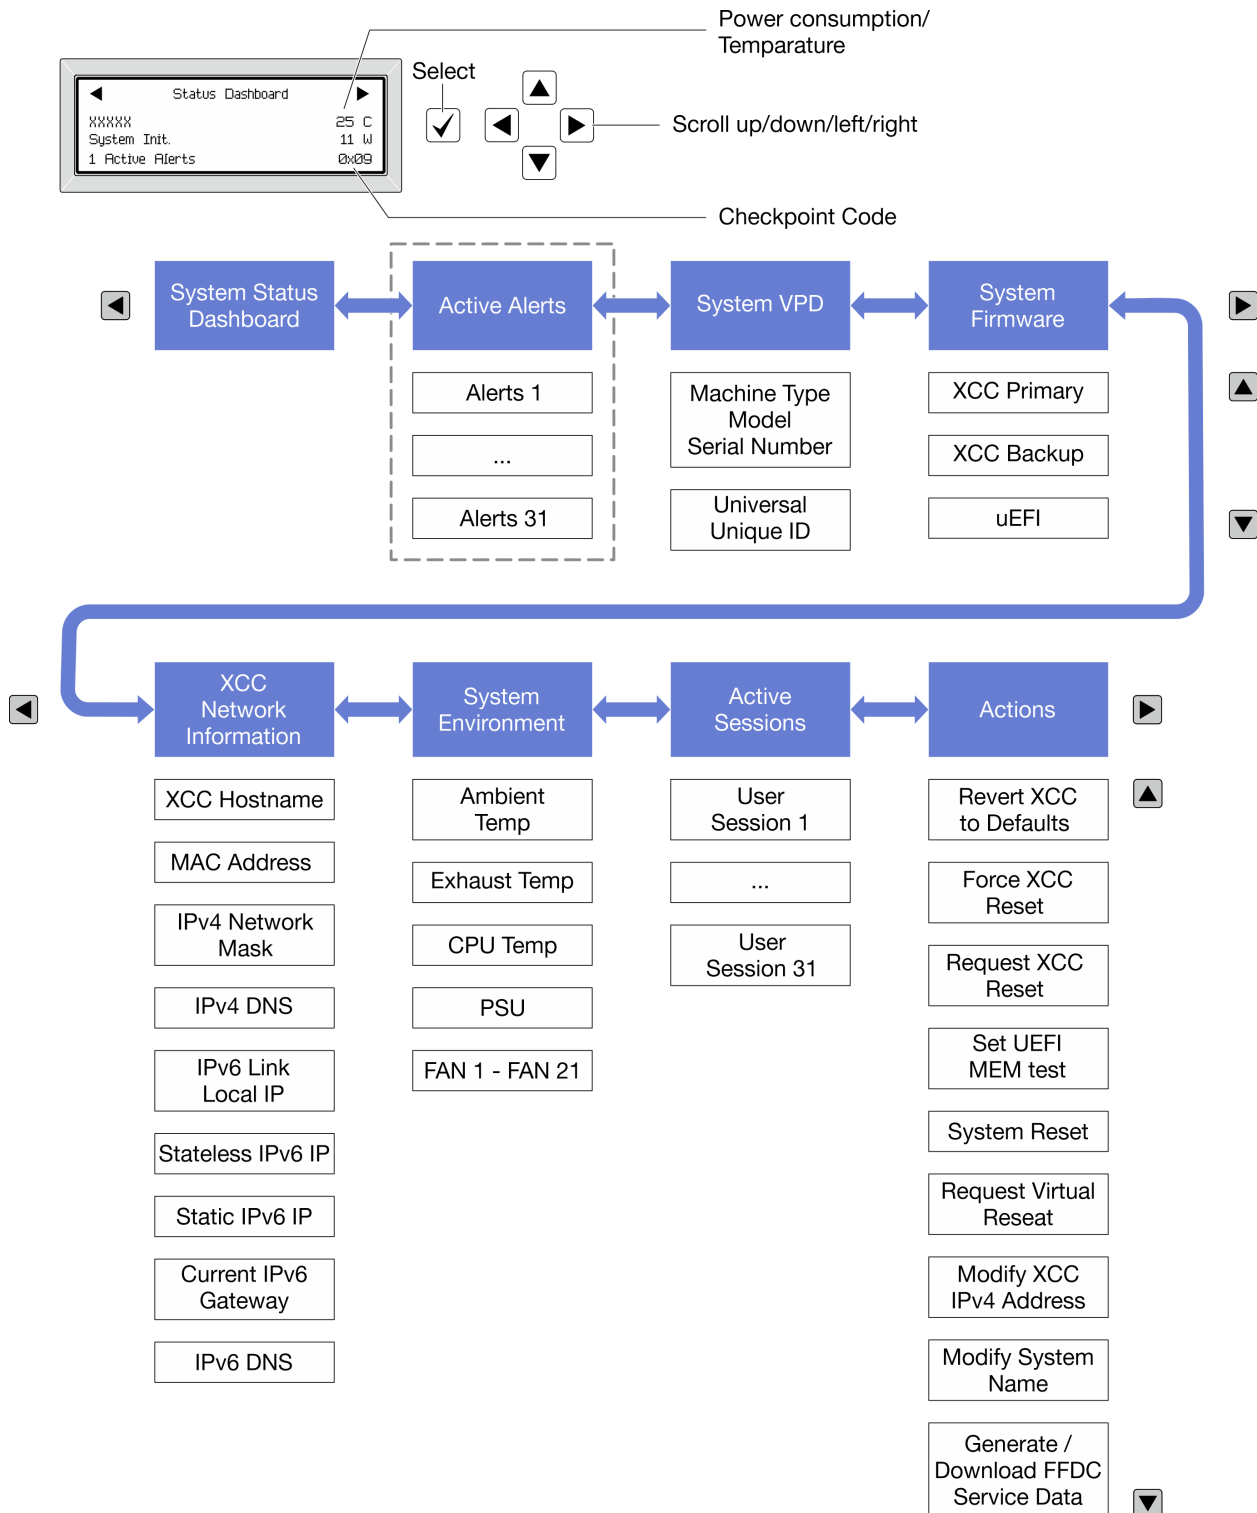 Power consumption/
Temparature
Select
Status Dashboard
XXXXX 25 C
System Init. 11 W
1 Active Alerts 0x09
Scroll up/down/left/right
Checkpoint Code
System Status
Dashboard
Active Alerts
System VPD
System
Firmware
Alerts 1
...
Alerts 31
Machine Type
Model
Serial Number
Universal
Unique ID
XCC Primary
XCC Backup
uEFI
XCC
Network
Information
System
Environment
Active
Sessions
Actions
XCC Hostname
MAC Address
IPv4 Network
Mask
IPv4 DNS
IPv6 Link
Local IP
Stateless IPv6 IP
Static IPv6 IP
Current IPv6
Gateway
IPv6 DNS
Ambient
Temp
Exhaust Temp
CPU Temp
PSU
FAN 1 - FAN 21
User
Session 1
...
User
Session 31
Revert XCC
to Defaults
Force XCC
Reset
Request XCC
Reset
Set UEFI
MEM test
System Reset
Request Virtual
Reseat
Modify XCC
IPv4 Address
Modify System
Name
Generate /
Download FFDC
Service Data